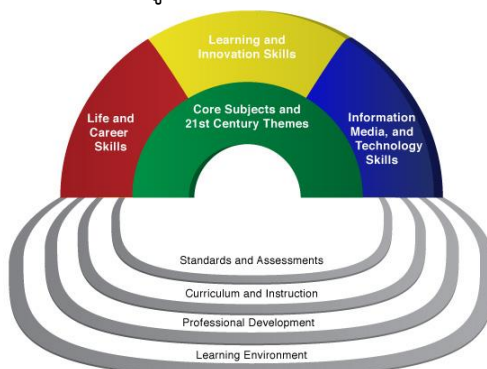 Learning and
Innovation Skills
Core Subjects and
21st Century Themes
Life and
Career
Skills
Information
Media, and
Technology
Skills
Standards and Assessments
Curriculum and Instruction
Professional Development
Learning Environment